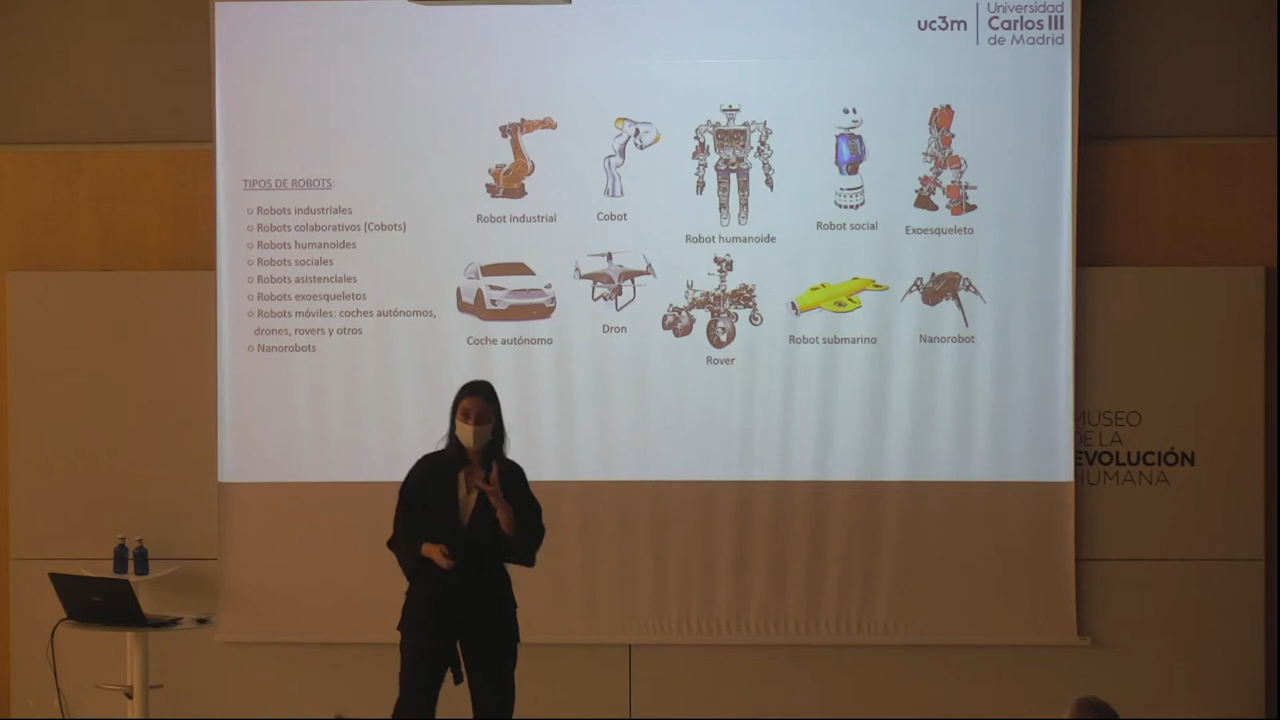 uc3m
Universidad
Carlos III
de Madrid
TIPOS DE ROBOTS:
Robots industriales
Robots colaborativos (Cobots)
Robots humanoides
Robots sociales
Robots asistenciales
Robots exoesqueletos
Robots móviles: coches autónomos,
drones, rovers y otros
Nanorobots
Robot industrial
Cobot
Robot humanoide
Robot social
Exoesqueleto
Coche autónomo
Dron
Rover
Robot submarino
Nanorobot
MUSEO
DE LA
EVOLUCIÓN
HUMANA